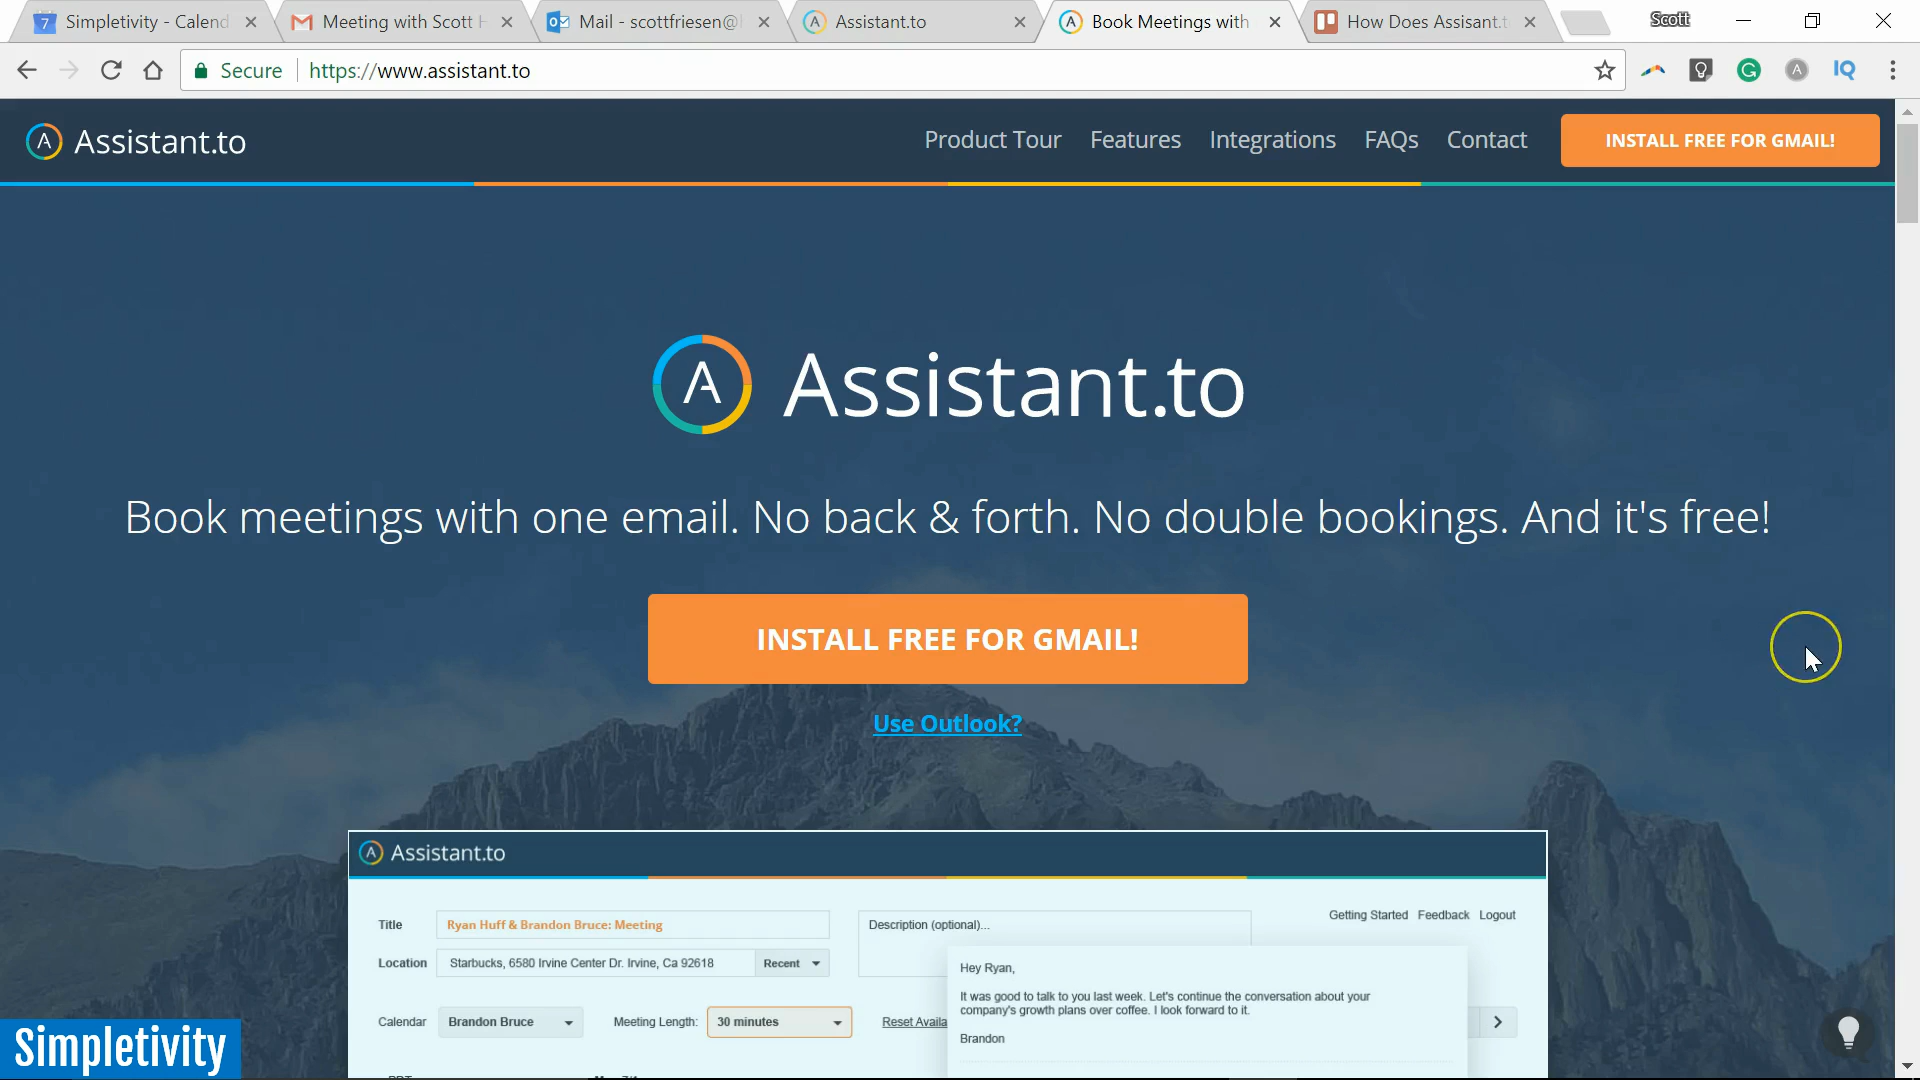 Simpletivity - Calend
Meeting with Scott H
Mail - scottfriesen@
Assistant.to
Book Meetings with
How Does Assisant.t
Scott
Secure
https://www.assistant.to
Assistant.to
Product Tour
Features
Integrations
FAQs
Contact
INSTALL FREE FOR GMAIL!
A Assistant.to
Book meetings with one email. No back & forth. No double bookings. And it's free!
INSTALL FREE FOR GMAIL!
Use Outlook?
Assistant.to
Title
Ryan Huff & Brandon Bruce: Meeting
Description (optional)...
Getting Started Feedback Logout
Location
Starbucks, 6580 Irvine Center Dr. Irvine, Ca 92618
Recent
Hey Ryan,
It was good to talk to you last week. Let's continue the conversation about your
company's growth plans over coffee. I look forward to it.
Brandon
Calendar
Brandon Bruce
Meeting Length:
30 minutes
Reset Availa
Simpletivity